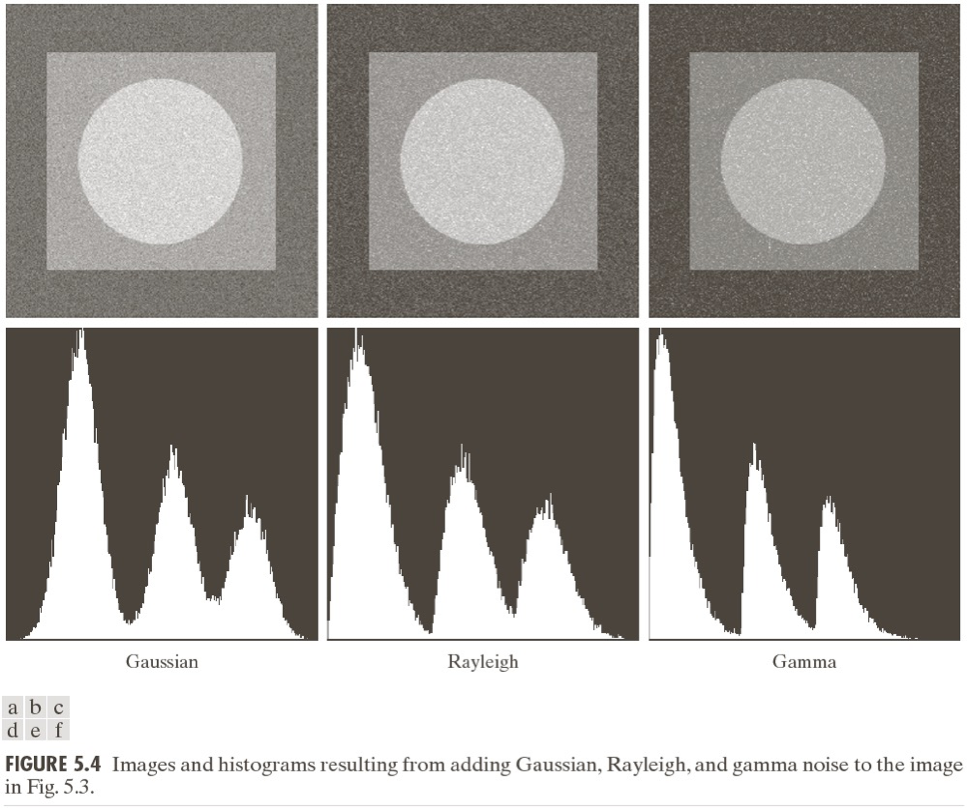 Gaussian Rayleigh Gamma
a b c
d e f
FIGURE 5.4 Images and histograms resulting from adding Gaussian, Rayleigh, and gamma noise to the image
in Fig. 5.3.